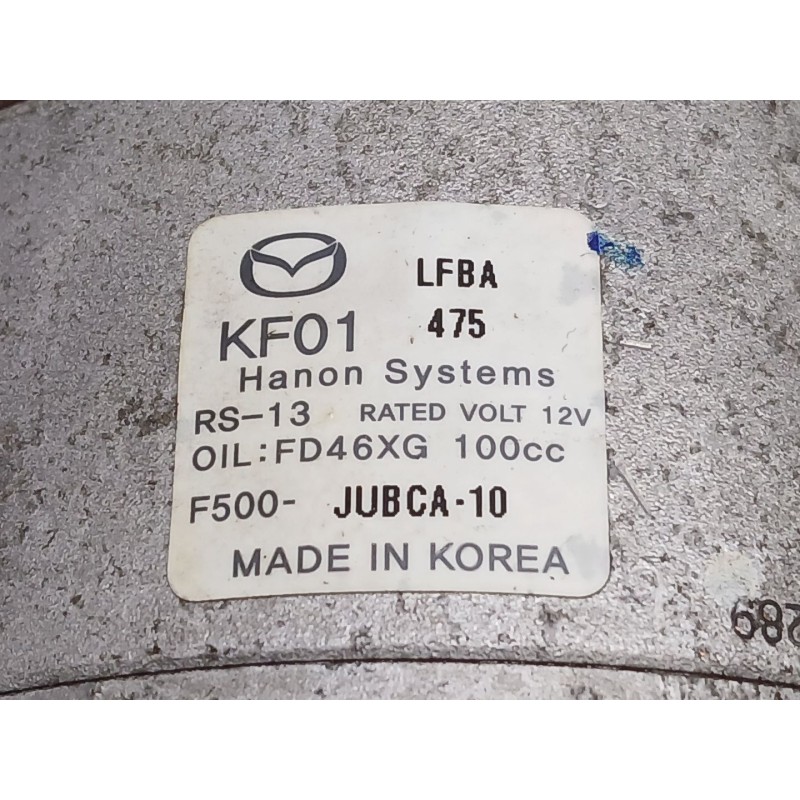 LFBA
KF01 475
Hanon Systems
RS-13 RATED VOLT 12V
OIL:FD46XG 100cc
F500- JUBCA-10
MADE IN KOREA